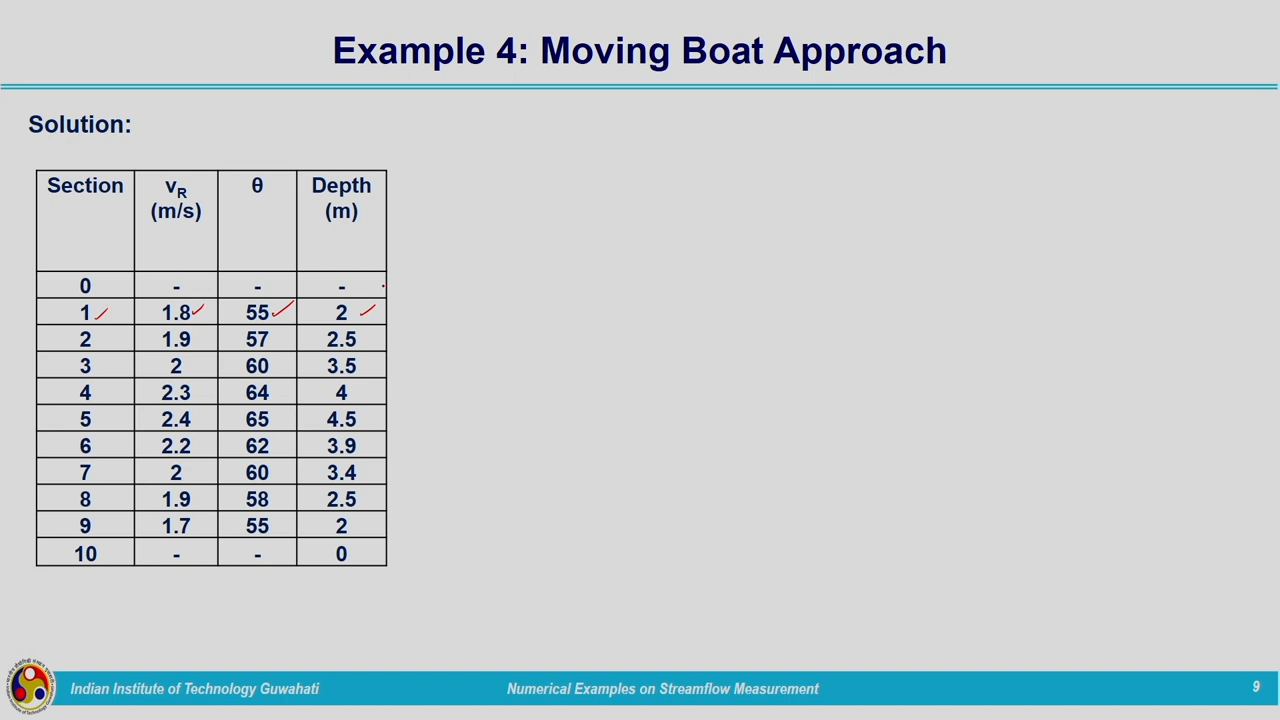 Example 4: Moving Boat Approach
Solution:
Section vR (m/s) θ Depth (m)
0 - - -
1 1.8 55 2
2 1.9 57 2.5
3 2 60 3.5
4 2.3 64 4
5 2.4 65 4.5
6 2.2 62 3.9
7 2 60 3.4
8 1.9 58 2.5
9 1.7 55 2
10 - - 0
Indian Institute of Technology Guwahati Numerical Examples on Streamflow Measurement 9